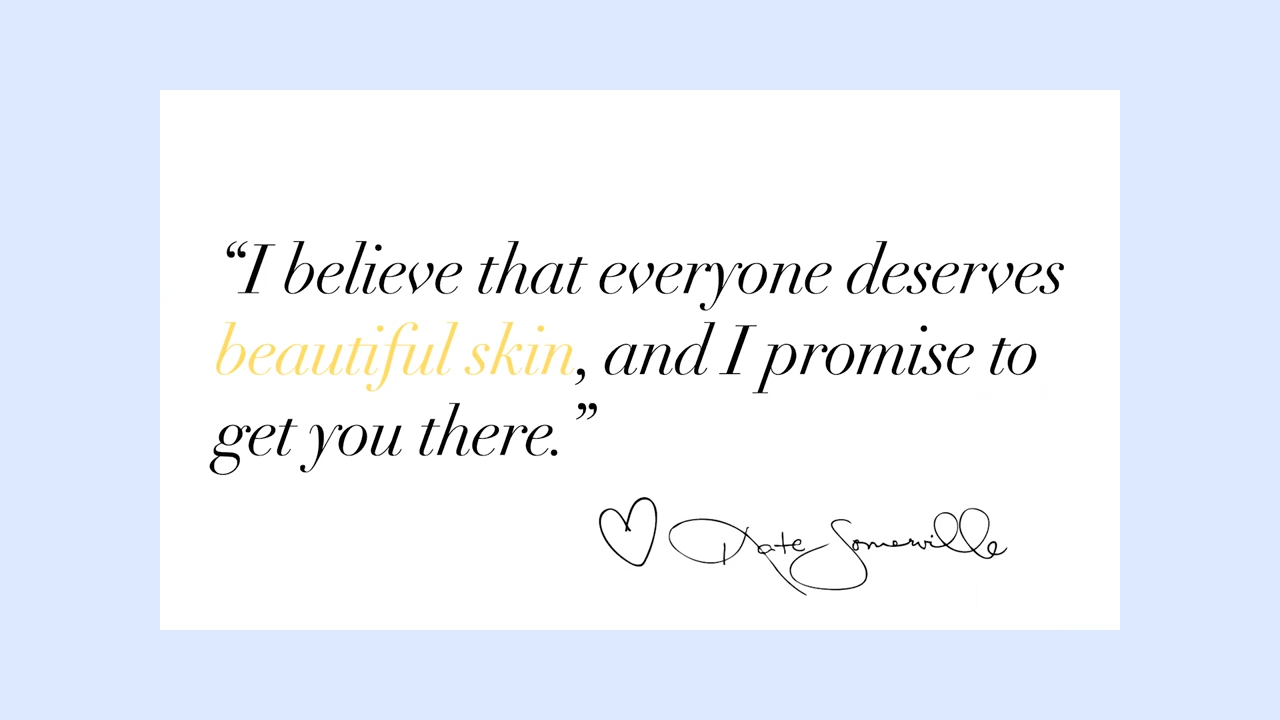 “I believe that everyone deserves
beautiful skin, and I promise to
get you there.”
Kate Somerville